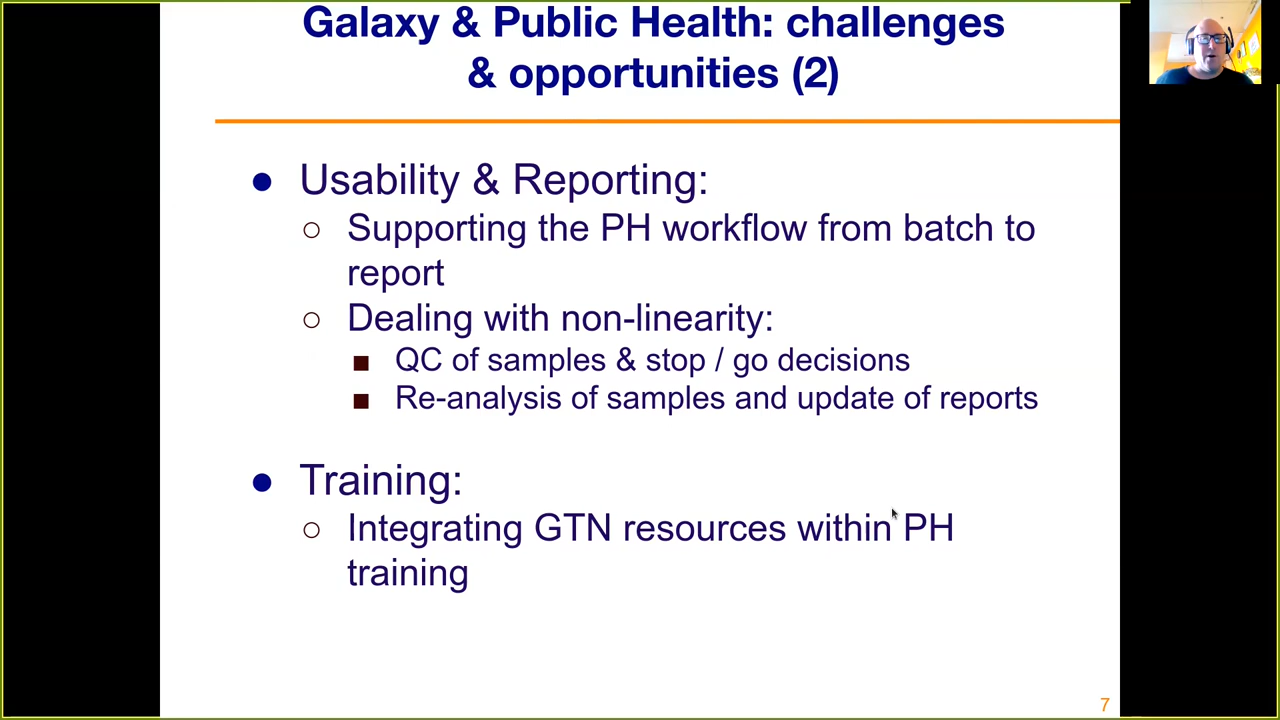 Galaxy & Public Health: challenges
& opportunities (2)
● Usability & Reporting:
○ Supporting the PH workflow from batch to
report
○ Dealing with non-linearity:
■ QC of samples & stop / go decisions
■ Re-analysis of samples and update of reports
● Training:
○ Integrating GTN resources within PH
training
7